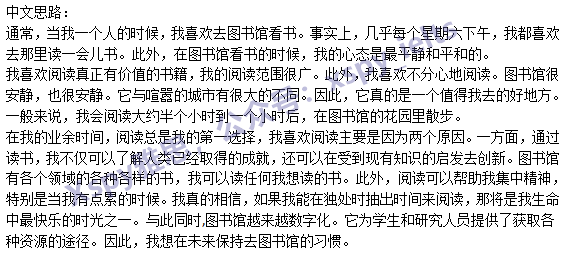 中文思路：
通常，当我一个人的时候，我喜欢去图书馆看书。事实上，几乎每个星期六下午，我都喜欢
去那里读一会儿书。此外，在图书馆看书的时候，我的心态是最平静和平和的。
我喜欢阅读真正有价值的书籍，我的阅读范围很广。此外，我喜欢不分心地阅读。图书馆很
安静，也很安静。它与喧嚣的城市有很大的不同。因此，它真的是一个值得我去的好地方。
一般来说，我会阅读大约半个小时到一个小时后，在图书馆的花园里散步。
在我的业余时间，阅读总是我的第一选择，我喜欢阅读主要是因为两个原因。一方面，通过
读书，我不仅可以了解人类已经取得的成就，还可以在受到现有知识的启发去创新。图书馆
有各个领域的各种各样的书，我可以读任何我想读的书。此外，阅读可以帮助我集中精神，
特别是当我有点累的时候。我真的相信，如果我能在独处时抽出时间来阅读，那将是我生命
中最快乐的时光之一。与此同时,图书馆越来越数字化。它为学生和研究人员提供了获取各
种资源的途径。因此，我想在未来保持去图书馆的习惯。